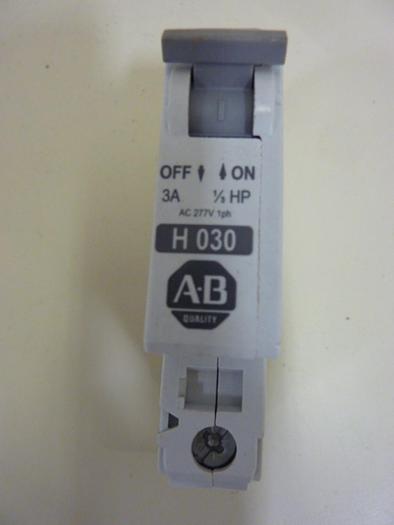 OFF ON
3A ⅓ HP
AC 277V 1ph
H 030
A-B
QUALITY